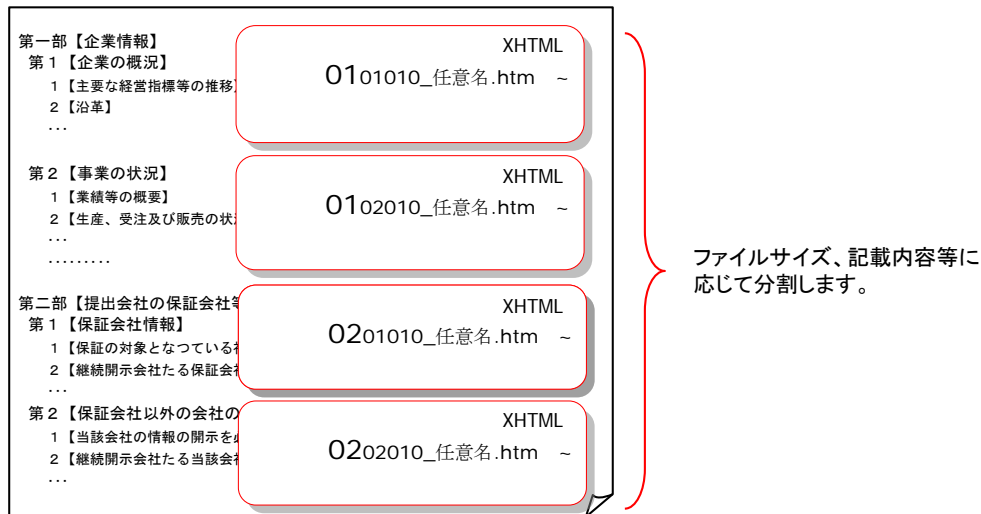 第一部【企業情報】
第1【企業の概況】
1【主要な経営指標等の推移】
2【沿革】
...
XHTML
0101010_任意名.htm ~
第2【事業の状況】
1【業績等の概要】
2【生産、受注及び販売の状
...
.........
XHTML
0102010_任意名.htm ~
第二部【提出会社の保証会社等
第1【保証会社情報】
1【保証の対象となつている
2【継続開示会社たる保証会
...
XHTML
0201010_任意名.htm ~
第2【保証会社以外の会社の
1【当該会社の情報の開示を
2【継続開示会社たる当該会
...
XHTML
0202010_任意名.htm ~
ファイルサイズ、記載内容等に
応じて分割します。